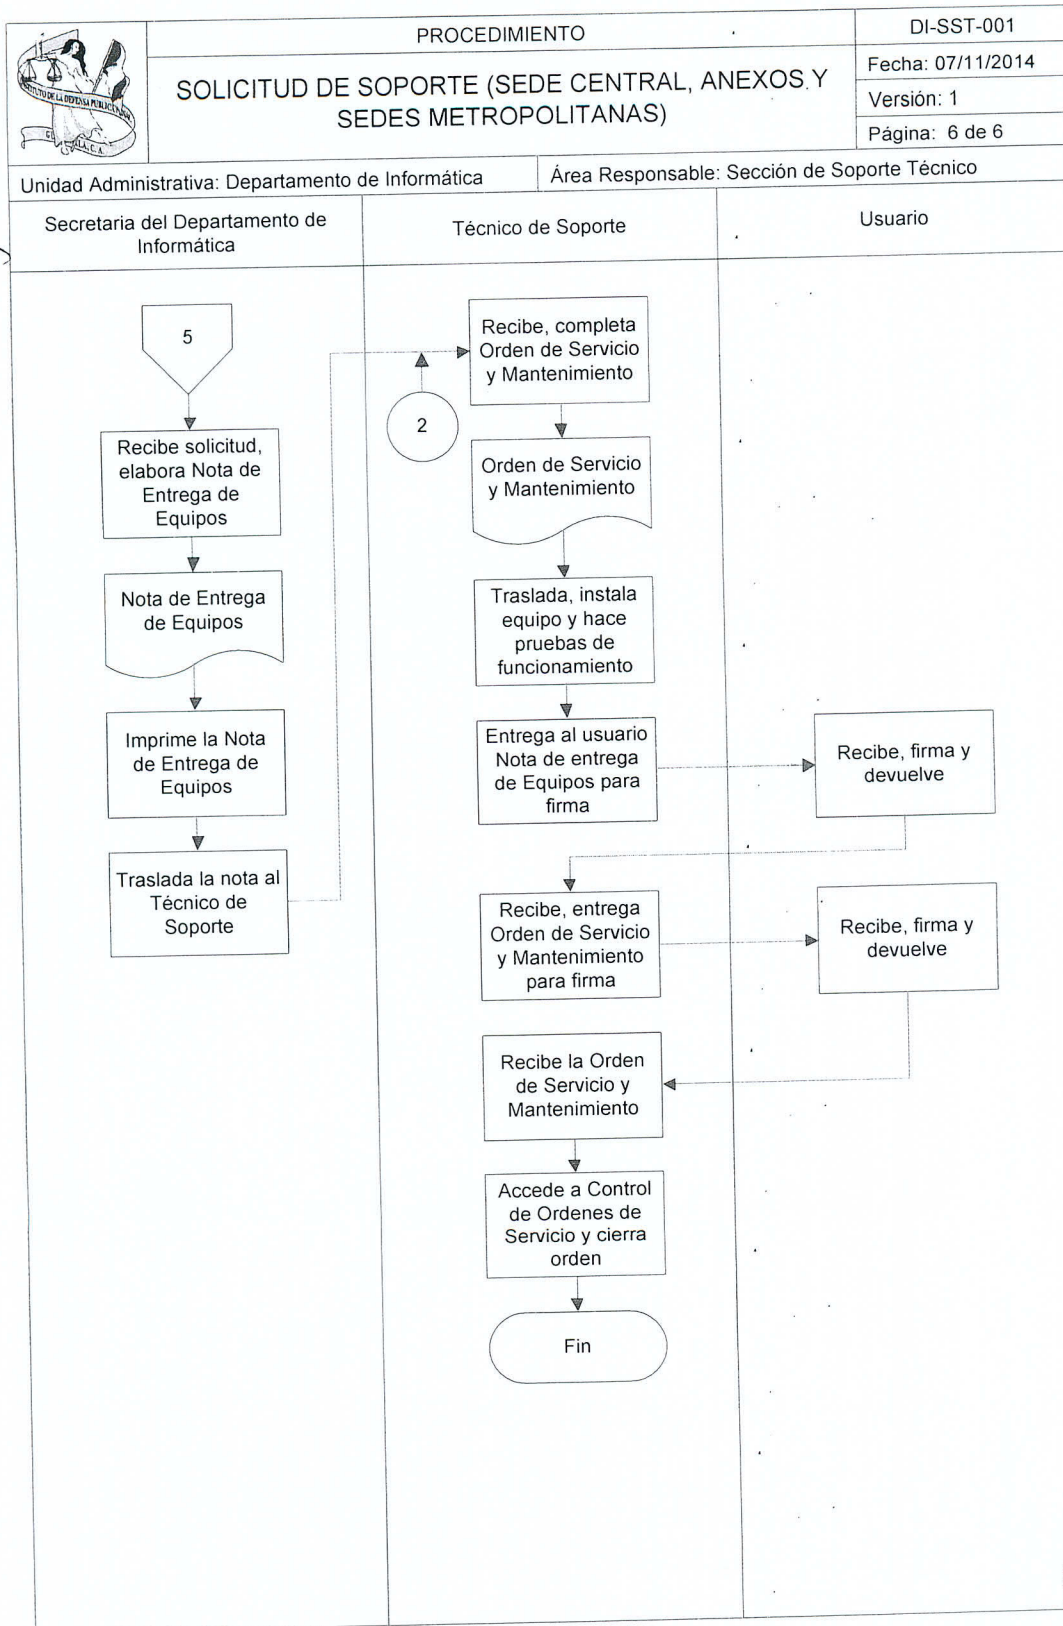 INSTITUTO DE LA DEFENSA PUBLICA PENAL
PROCEDIMIENTO
SOLICITUD DE SOPORTE (SEDE CENTRAL, ANEXOS Y
SEDES METROPOLITANAS)
DI-SST-001
Fecha: 07/11/2014
Versión: 1
Página: 6 de 6
Unidad Administrativa: Departamento de Informática
Área Responsable: Sección de Soporte Técnico
Secretaria del Departamento de
Informática
Técnico de Soporte
Usuario
5
Recibe solicitud,
elabora Nota de
Entrega de
Equipos
Nota de Entrega
de Equipos
Imprime la Nota
de Entrega de
Equipos
Traslada la nota al
Técnico de
Soporte
Recibe, completa
Orden de Servicio
y Mantenimiento
2
Orden de Servicio
y Mantenimiento
Traslada, instala
equipo y hace
pruebas de
funcionamiento
Entrega al usuario
Nota de entrega
de Equipos para
firma
Recibe, firma y
devuelve
Recibe, entrega
Orden de Servicio
y Mantenimiento
para firma
Recibe, firma y
devuelve
Recibe la Orden
de Servicio y
Mantenimiento
Accede a Control
de Ordenes de
Servicio y cierra
orden
Fin